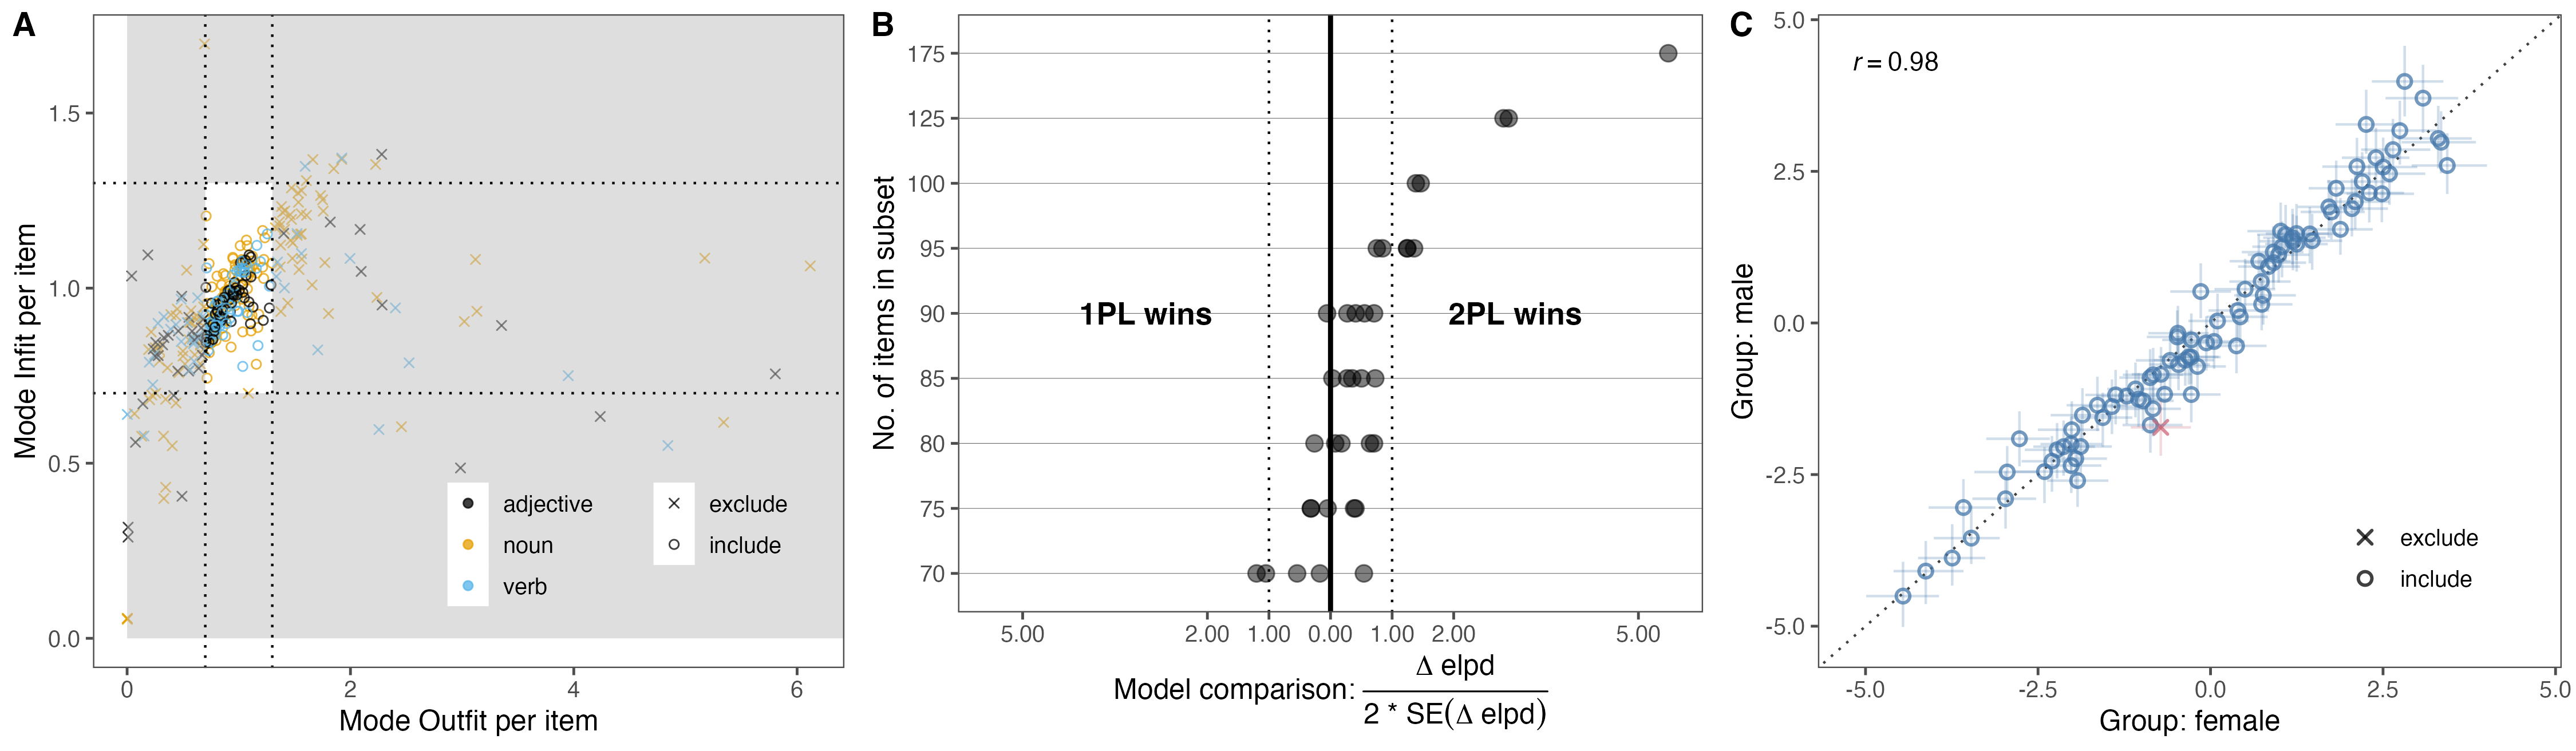 A
Mode Infit per item
1.5
1.0
0.5
0.0
0
2
4
6
Mode Outfit per item
adjective
noun
verb
exclude
include
B
No. of items in subset
175
125
100
95
90
85
80
75
70
1PL wins
2PL wins
5.00
2.00
1.00
0.00
1.00
2.00
5.00
Model comparison: Δ elpd
2 * SE(Δ elpd)
C
Group: male
5.0
2.5
0.0
-2.5
-5.0
r = 0.98
exclude
include
-5.0
-2.5
0.0
2.5
5.0
Group: female